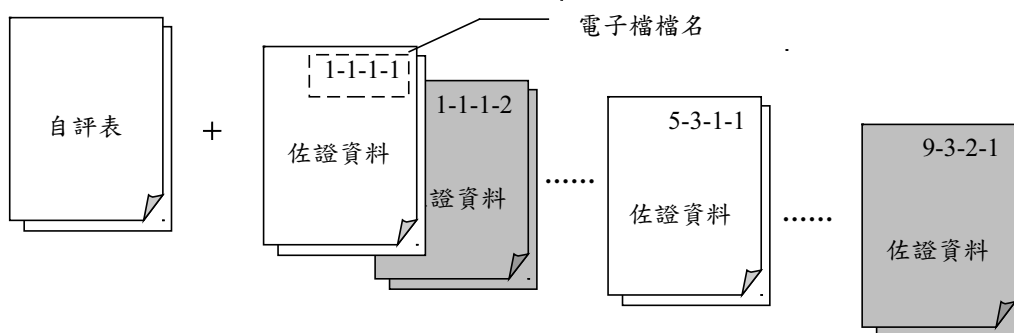 電子檔檔名
自評表
+
1-1-1-1
佐證資料
1-1-1-2
證資料
......
5-3-1-1
佐證資料
......
9-3-2-1
佐證資料